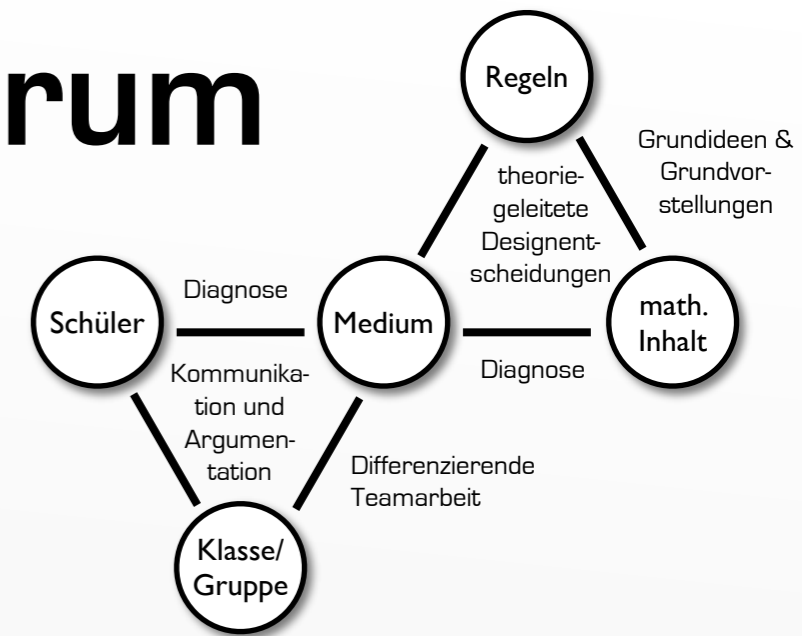 rum
Regeln
Grundideen &
Grundvor-
stellungen
theorie-
geleitete
Designent-
scheidungen
Schüler
Diagnose
Medium
math.
Inhalt
Diagnose
Kommunika-
tion und
Argumen-
tation
Differenzierende
Teamarbeit
Klasse/
Gruppe